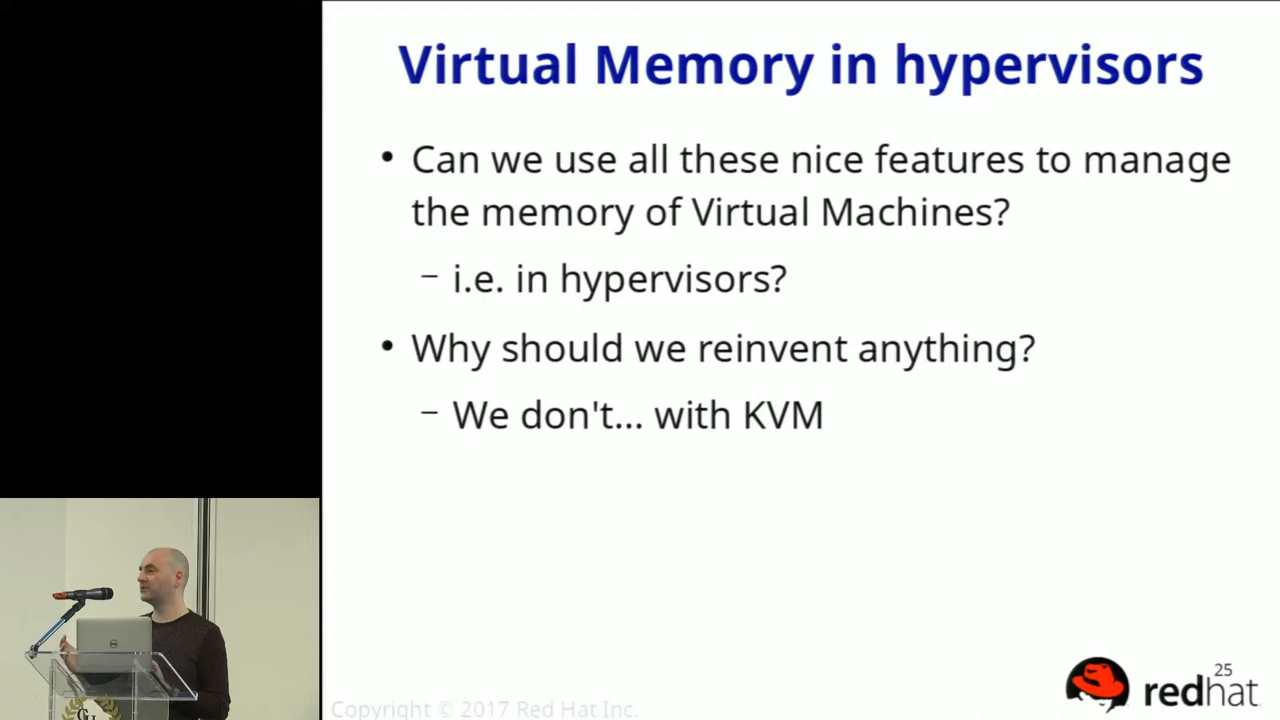 Virtual Memory in hypervisors
• Can we use all these nice features to manage
the memory of Virtual Machines?
– i.e. in hypervisors?
• Why should we reinvent anything?
– We don't... with KVM
25
redhat.
Copyright © 2017 Red Hat Inc.
DELL